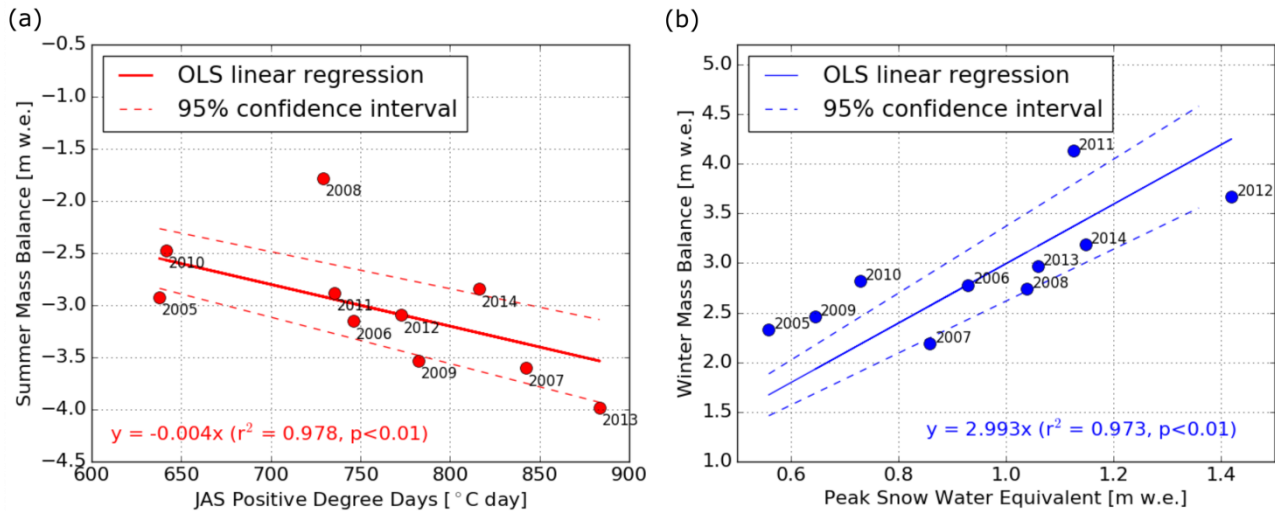 (a)
−0.5
−1.0
−1.5
−2.0
−2.5
−3.0
−3.5
−4.0
−4.5
Summer Mass Balance [m w.e.]
OLS linear regression
95% confidence interval
2008
2010
2005
2011
2014
2006
2012
2009
2007
2013
y = -0.004x (r² = 0.978, p<0.01)
600 650 700 750 800 850 900
JAS Positive Degree Days [ °C day]
(b)
5.0
4.5
4.0
3.5
3.0
2.5
2.0
1.5
1.0
Winter Mass Balance [m w.e.]
OLS linear regression
95% confidence interval
2011
2012
2014
2013
2010
2006
2008
2009
2005
2007
y = 2.993x (r² = 0.973, p<0.01)
0.6 0.8 1.0 1.2 1.4
Peak Snow Water Equivalent [m w.e.]